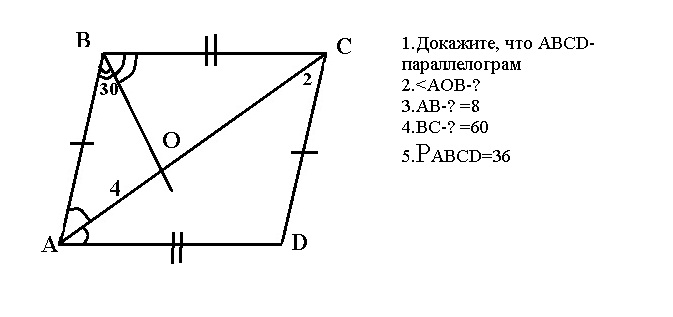 B
C
1.Докажите, что ABCD-
параллелограм
2.<AOB-?
3.AB-? =8
4.BC-? =60
5.PABCD=36
30
2
O
4
A
D